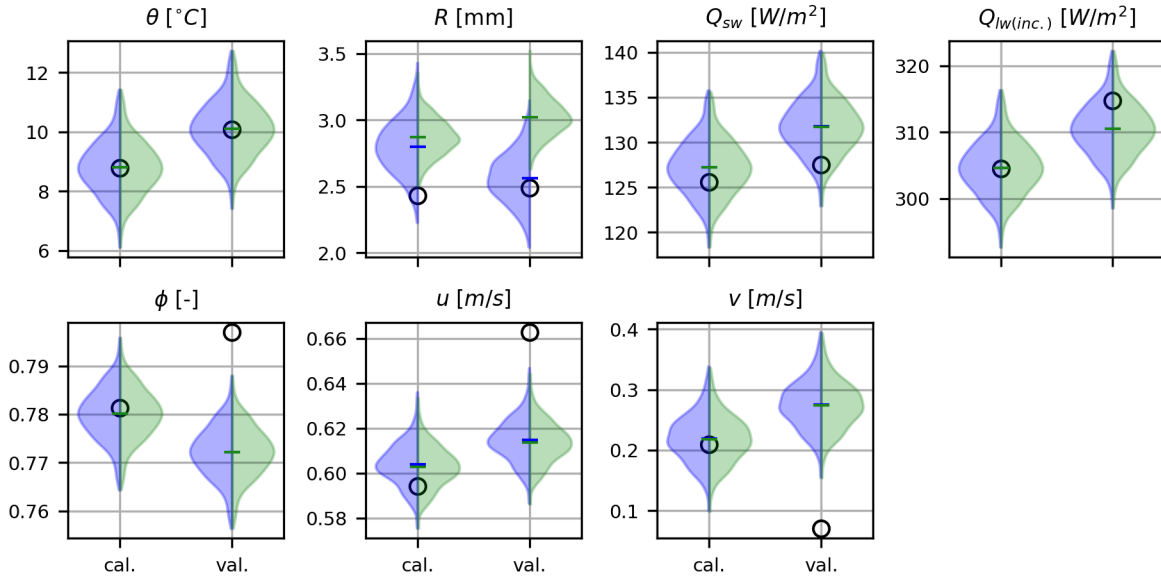 θ [°C]
12
10
8
6
R [mm]
3.5
3.0
2.5
2.0
Q_sw [W/m²]
140
135
130
125
120
Q_lw(inc.) [W/m²]
320
310
300
ϕ [-]
0.79
0.78
0.77
0.76
cal. val.
u [m/s]
0.66
0.64
0.62
0.60
0.58
cal. val.
v [m/s]
0.4
0.3
0.2
0.1
cal. val.